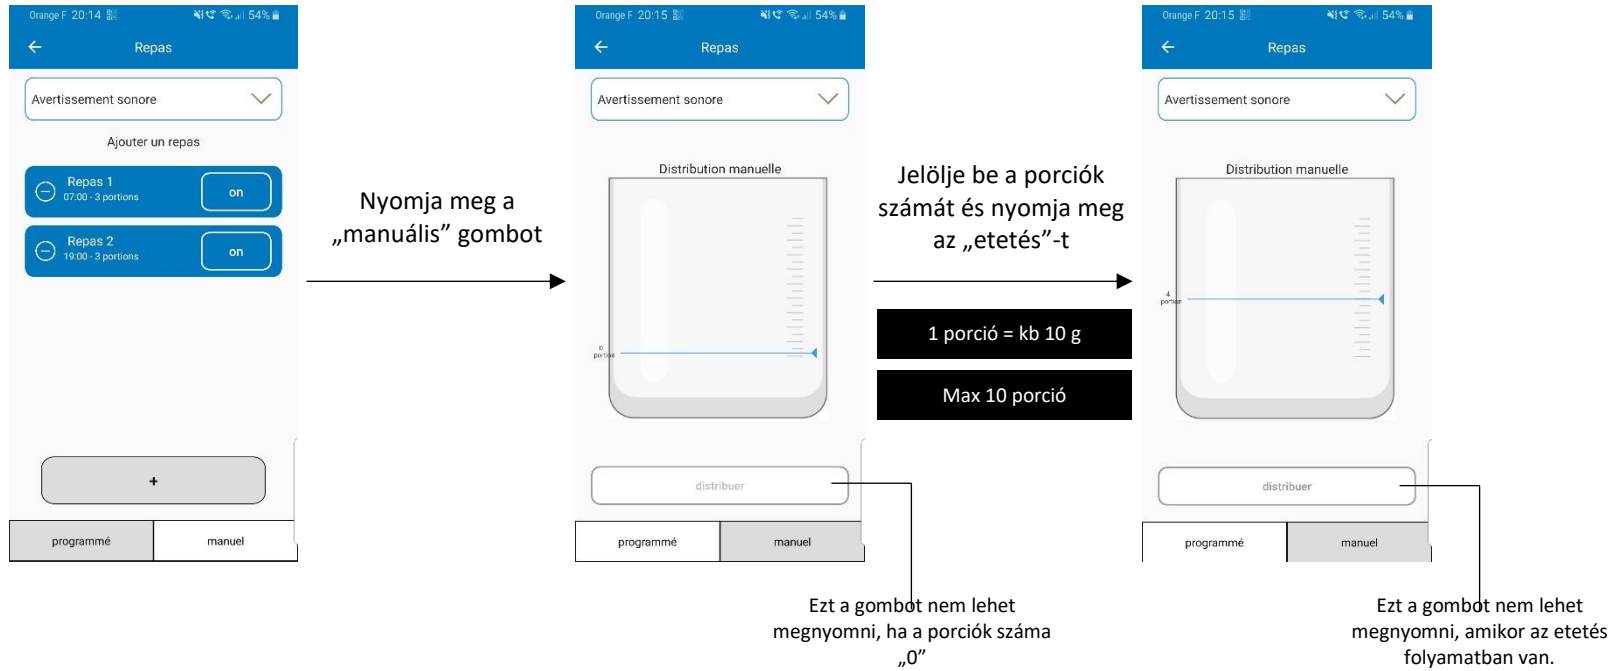 Orange F 20:14
54%
Repas
Avertissement sonore
Ajouter un repas
Repas 1
07:00 - 3 portions
on
Repas 2
19:00 - 3 portions
on
+
programmé
manuel
Nyomja meg a
„manuális” gombot
Orange F 20:15
54%
Repas
Avertissement sonore
Distribution manuelle
0
portion
distribuer
programmé
manuel
Ezt a gombot nem lehet
megnyomni, ha a porciók száma
„0”
Jelölje be a porciók
számát és nyomja meg
az „etetés”-t
1 porció = kb 10 g
Max 10 porció
Orange F 20:15
54%
Repas
Avertissement sonore
Distribution manuelle
4
portion
distribuer
programmé
manuel
Ezt a gombot nem lehet
megnyomni, amikor az etetés
folyamatban van.